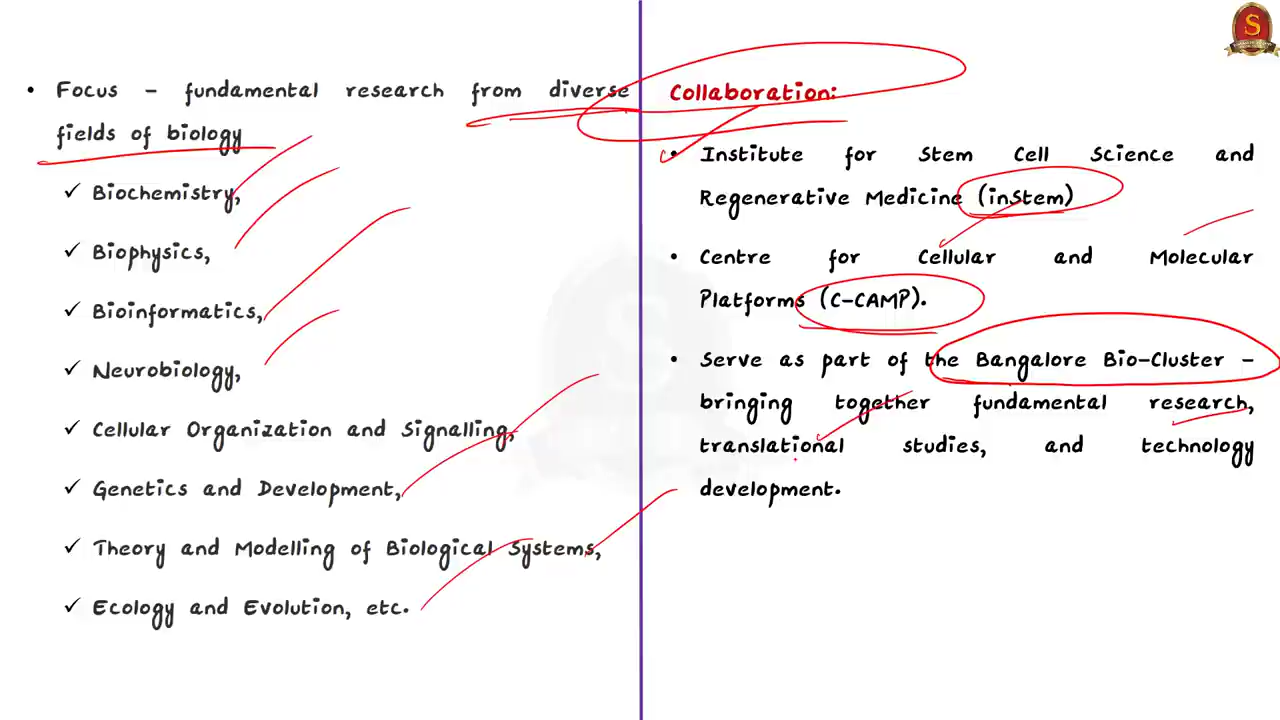 • Focus – fundamental research from diverse
fields of biology
✓ Biochemistry,
✓ Biophysics,
✓ Bioinformatics,
✓ Neurobiology,
✓ Cellular Organization and Signalling,
✓ Genetics and Development,
✓ Theory and Modelling of Biological Systems,
✓ Ecology and Evolution, etc.
Collaboration:
• Institute for Stem Cell Science and
Regenerative Medicine (inStem)
• Centre for Cellular and Molecular
Platforms (C-CAMP).
• Serve as part of the Bangalore Bio-Cluster –
bringing together fundamental research,
translational studies, and technology
development.
S